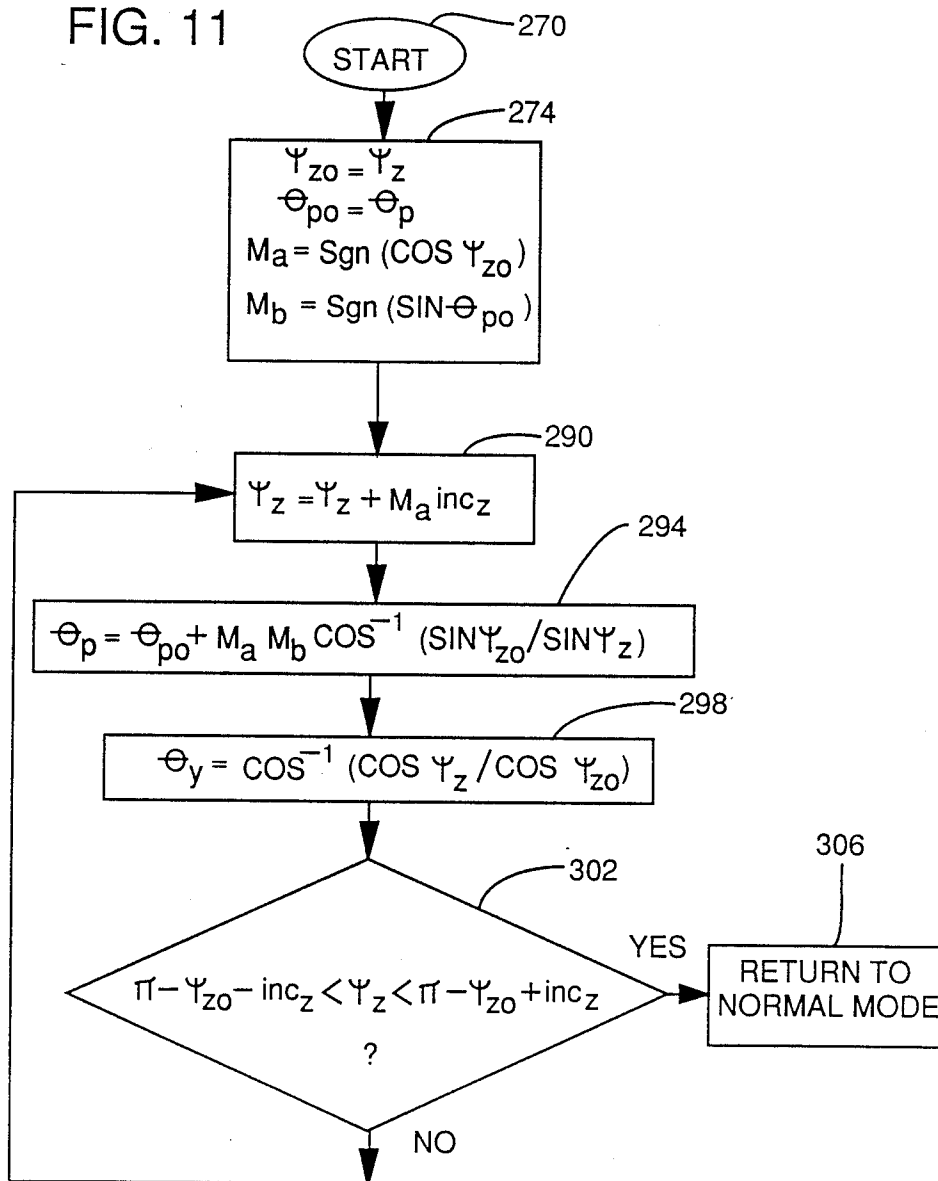 FIG. 11
270
START
274
Ψzo = Ψz
Θpo = Θp
Ma = Sgn (COS Ψzo)
Mb = Sgn (SIN Θpo)
290
Ψz = Ψz + Ma incz
294
Θp = Θpo + Ma Mb COS⁻¹ (SINΨzo/SINΨz)
298
Θy = COS⁻¹ (COS Ψz /COS Ψzo)
302
306
YES
π – Ψzo – incz < Ψz < π – Ψzo + incz
?
RETURN TO
NORMAL MODE
NO